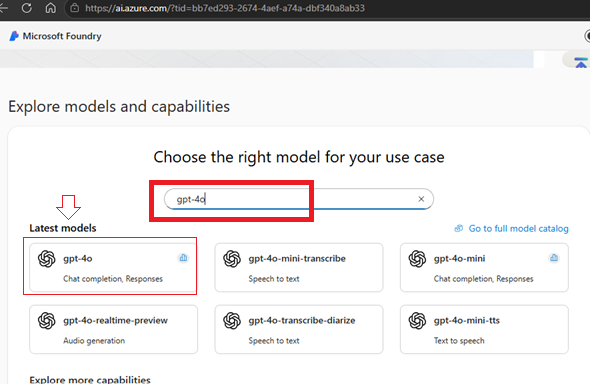 https://ai.azure.com/?tid=bb7ed293-2674-4aef-a74a-dbf340a8ab33
Microsoft Foundry
Explore models and capabilities
Choose the right model for your use case
gpt-4o
Latest models
Go to full model catalog
gpt-4o
Chat completion, Responses
gpt-4o-mini-transcribe
Speech to text
gpt-4o-mini
Chat completion, Responses
gpt-4o-realtime-preview
Audio generation
gpt-4o-transcribe-diarize
Speech to text
gpt-4o-mini-tts
Text to speech
Explore more capabilities